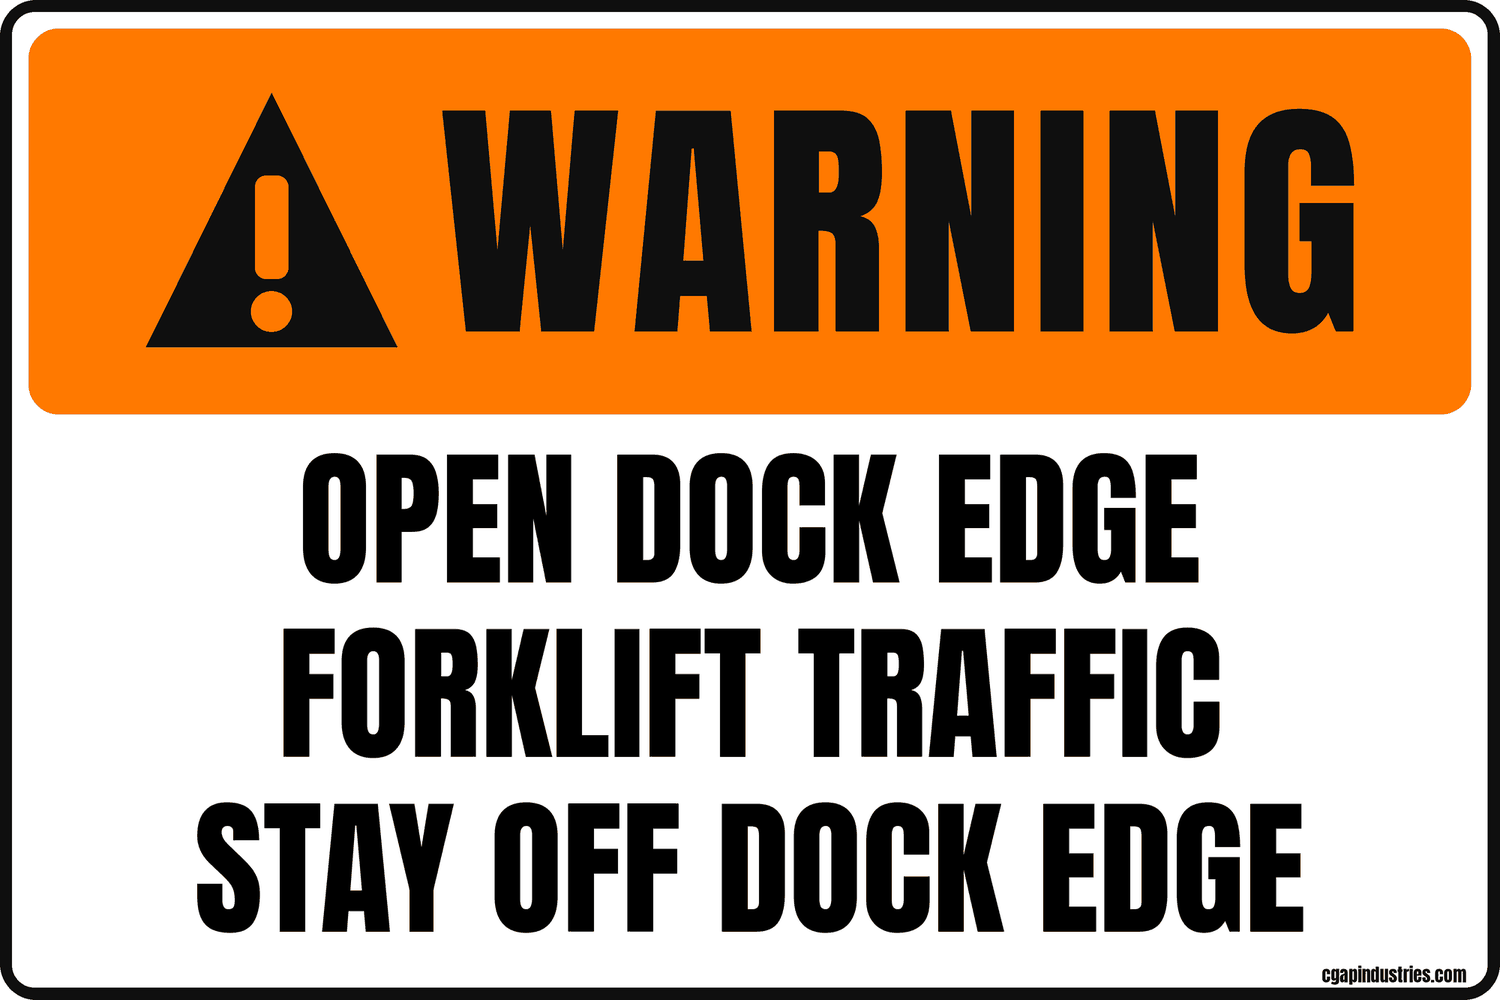 WARNING
OPEN DOCK EDGE
FORKLIFT TRAFFIC
STAY OFF DOCK EDGE
cgapindustries.com